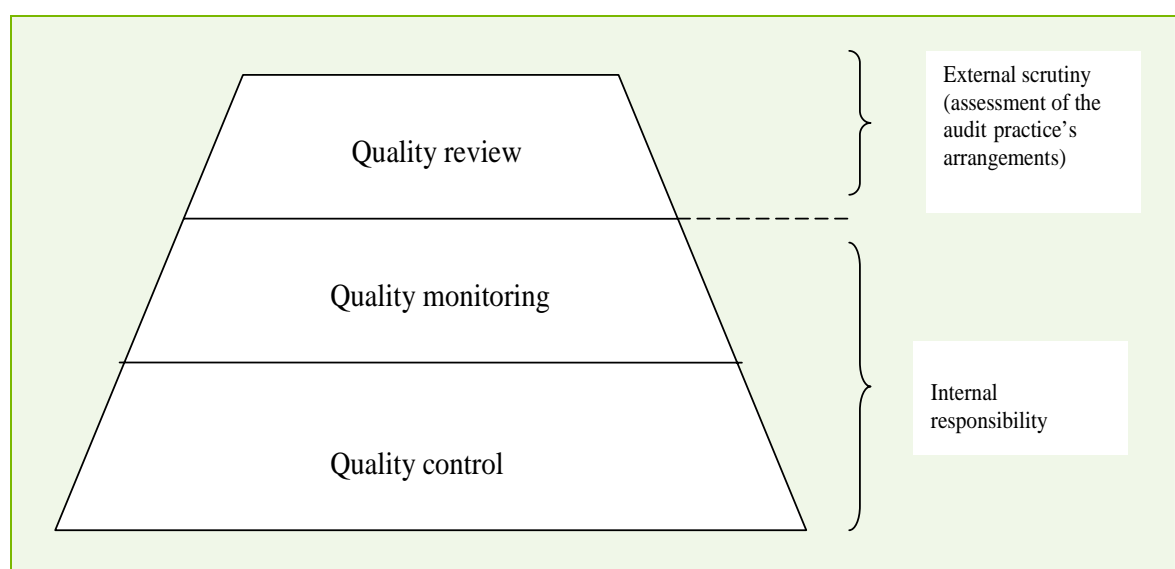 Quality review
External scrutiny
(assessment of the
audit practice's
arrangements)
Quality monitoring
Internal
responsibility
Quality control